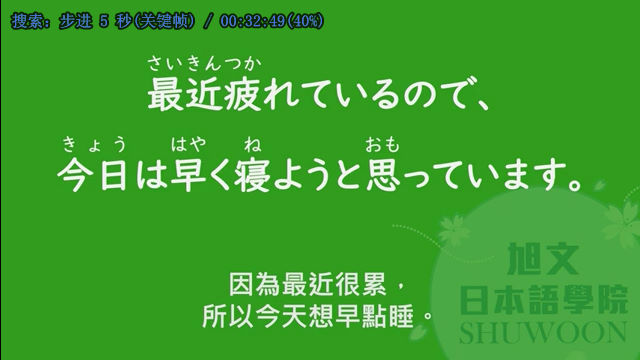 搜索: 步进 5 秒(关键帧) / 00:32:49(40%)
さいきんつか
最近疲れているので、
きょう はや ね おも
今日は早く寝ようと思っています。
因為最近很累，
所以今天想早點睡。
旭文
日本語學院
SHUWOON